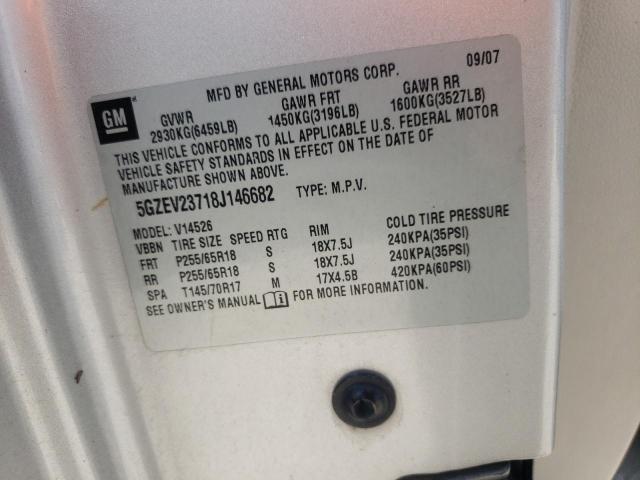 MFD BY GENERAL MOTORS CORP. 09/07
GM
GVWR GAWR FRT GAWR RR
2930KG(6459LB) 1450KG(3196LB) 1600KG(3527LB)
THIS VEHICLE CONFORMS TO ALL APPLICABLE U.S. FEDERAL MOTOR
VEHICLE SAFETY STANDARDS IN EFFECT ON THE DATE OF
MANUFACTURE SHOWN ABOVE.
5GZEV23718J146682 TYPE: M.P.V.
MODEL: V14526
VBBN TIRE SIZE SPEED RTG RIM COLD TIRE PRESSURE
FRT P255/65R18 S 18X7.5J 240KPA(35PSI)
RR P255/65R18 S 18X7.5J 240KPA(35PSI)
SPA T145/70R17 M 17X4.5B 420KPA(60PSI)
SEE OWNER'S MANUAL FOR MORE INFORMATION.